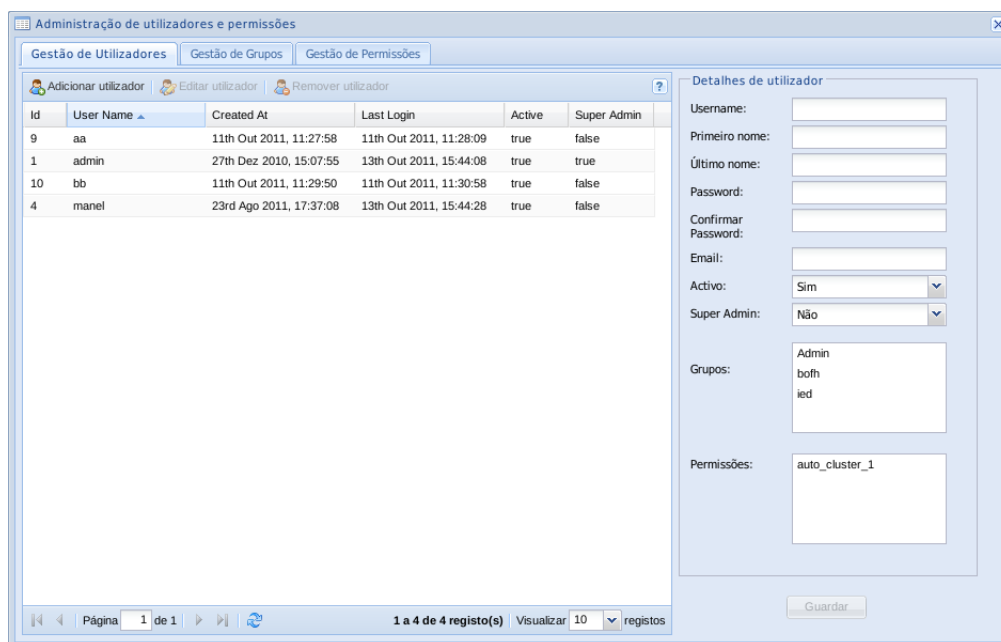 Administração de utilizadores e permissões
Gestão de Utilizadores Gestão de Grupos Gestão de Permissões
Adicionar utilizador Editar utilizador Remover utilizador ?
Id User Name Created At Last Login Active Super Admin
9 aa 11th Out 2011, 11:27:58 11th Out 2011, 11:28:09 true false
1 admin 27th Dez 2010, 15:07:55 13th Out 2011, 15:44:08 true true
10 bb 11th Out 2011, 11:29:50 11th Out 2011, 11:30:58 true false
4 manel 23rd Ago 2011, 17:37:08 13th Out 2011, 15:44:28 true false
Página 1 de 1 1 a 4 de 4 registo(s) Visualizar 10 registos
Detalhes de utilizador
Username:
Primeiro nome:
Último nome:
Password:
Confirmar
Password:
Email:
Activo: Sim
Super Admin: Não
Grupos:
Admin
bofh
ied
Permissões: auto_cluster_1
Guardar